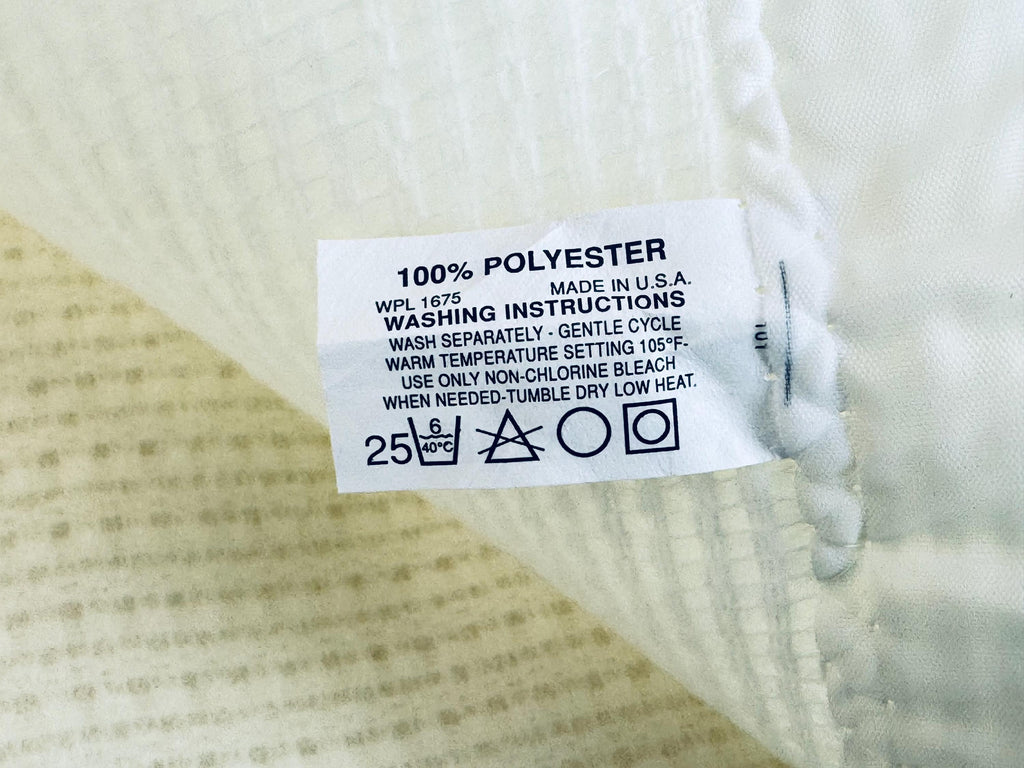 100% POLYESTER
WPL 1675 MADE IN U.S.A.
WASHING INSTRUCTIONS
WASH SEPARATELY - GENTLE CYCLE
WARM TEMPERATURE SETTING 105°F-
USE ONLY NON-CHLORINE BLEACH
WHEN NEEDED-TUMBLE DRY LOW HEAT.
25 6 40°C